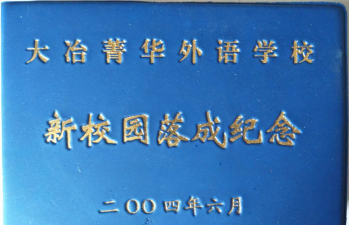 大冶菁华外语学校
新校园落成纪念
二〇〇四年六月